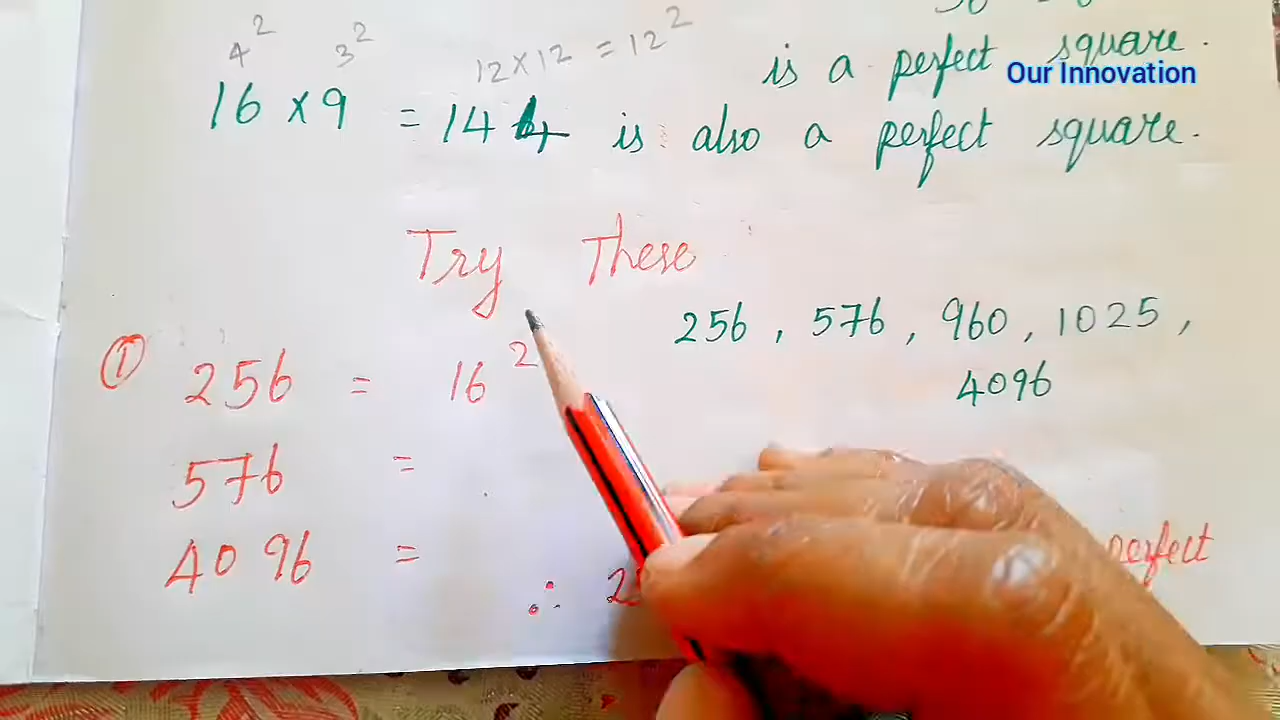 4² 3² 12×12 = 12²
is a perfect square.
Our Innovation
16 × 9 = 144 is also a perfect square.
Try These
256 , 576 , 960 , 1025 ,
4096
① 256 = 16²
576 =
4096 =
∴ perfect